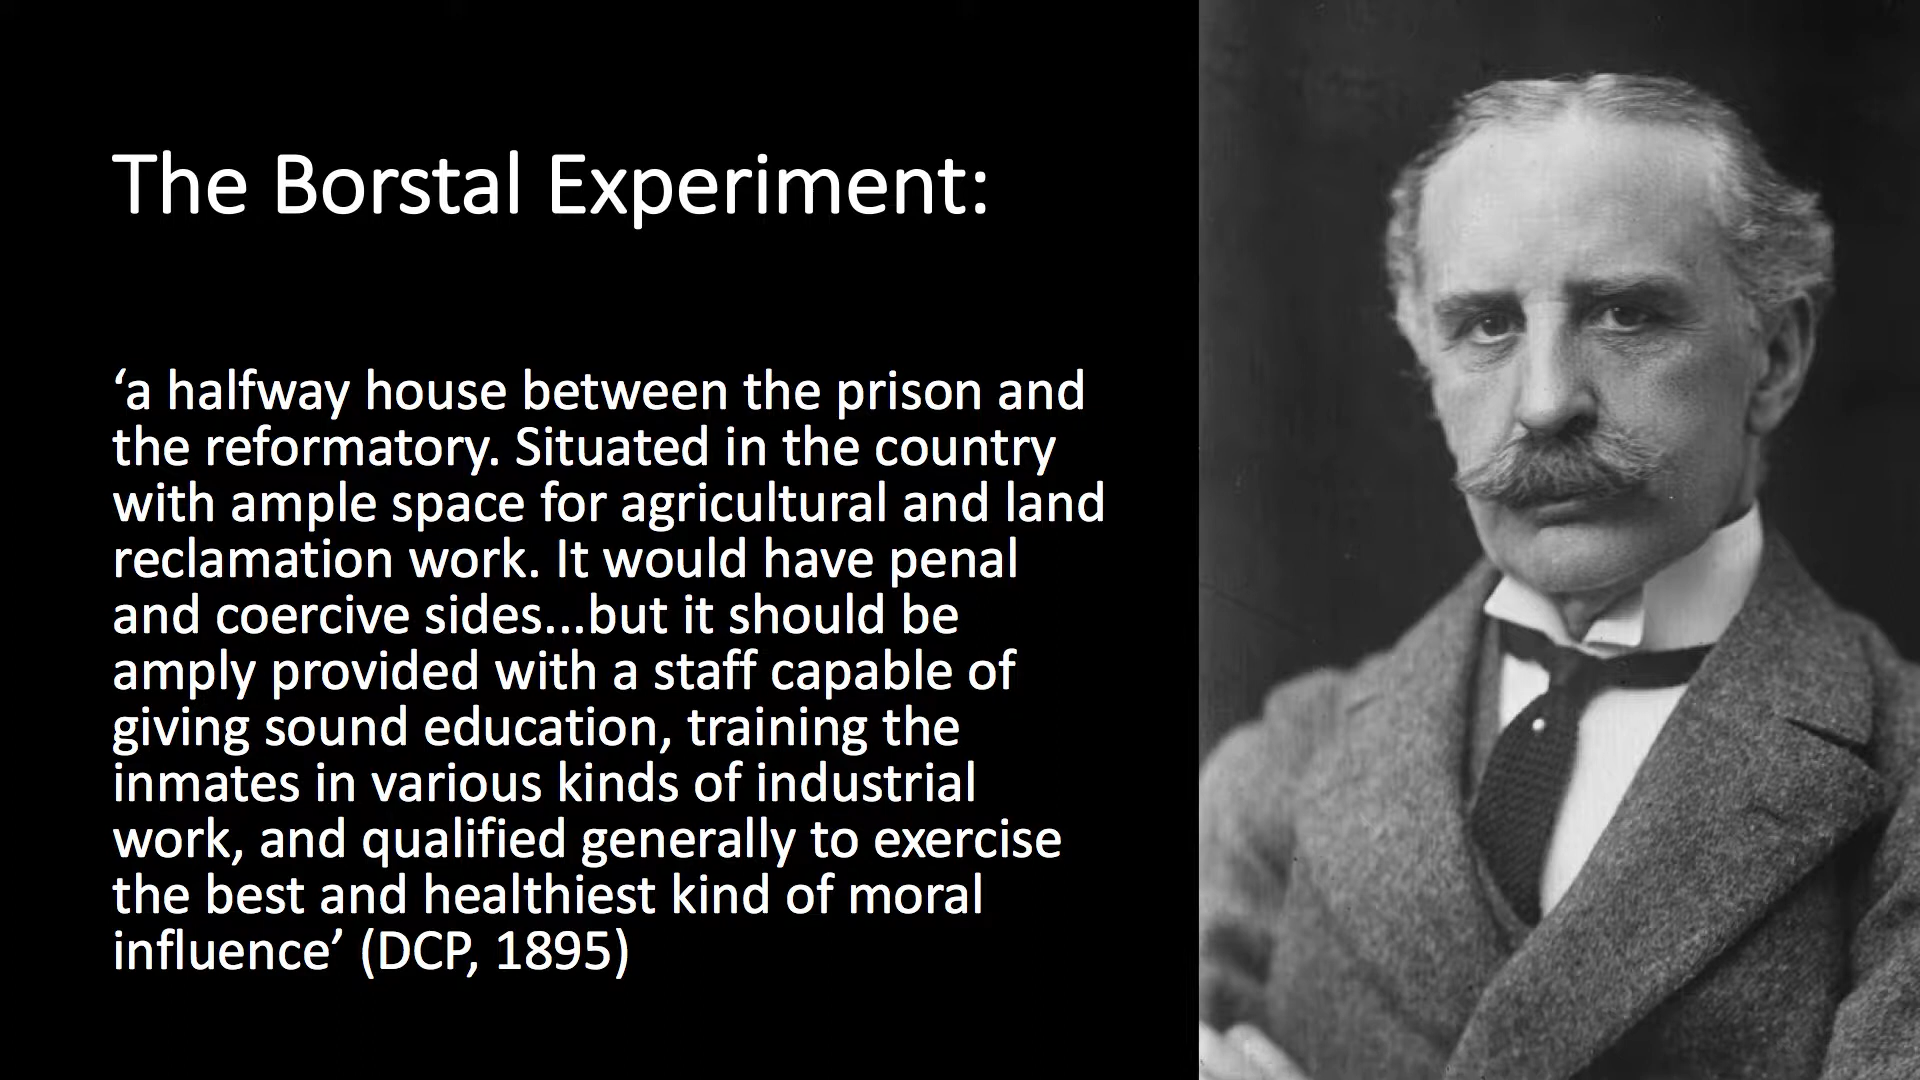 The Borstal Experiment:
‘a halfway house between the prison and
the reformatory. Situated in the country
with ample space for agricultural and land
reclamation work. It would have penal
and coercive sides...but it should be
amply provided with a staff capable of
giving sound education, training the
inmates in various kinds of industrial
work, and qualified generally to exercise
the best and healthiest kind of moral
influence’ (DCP, 1895)